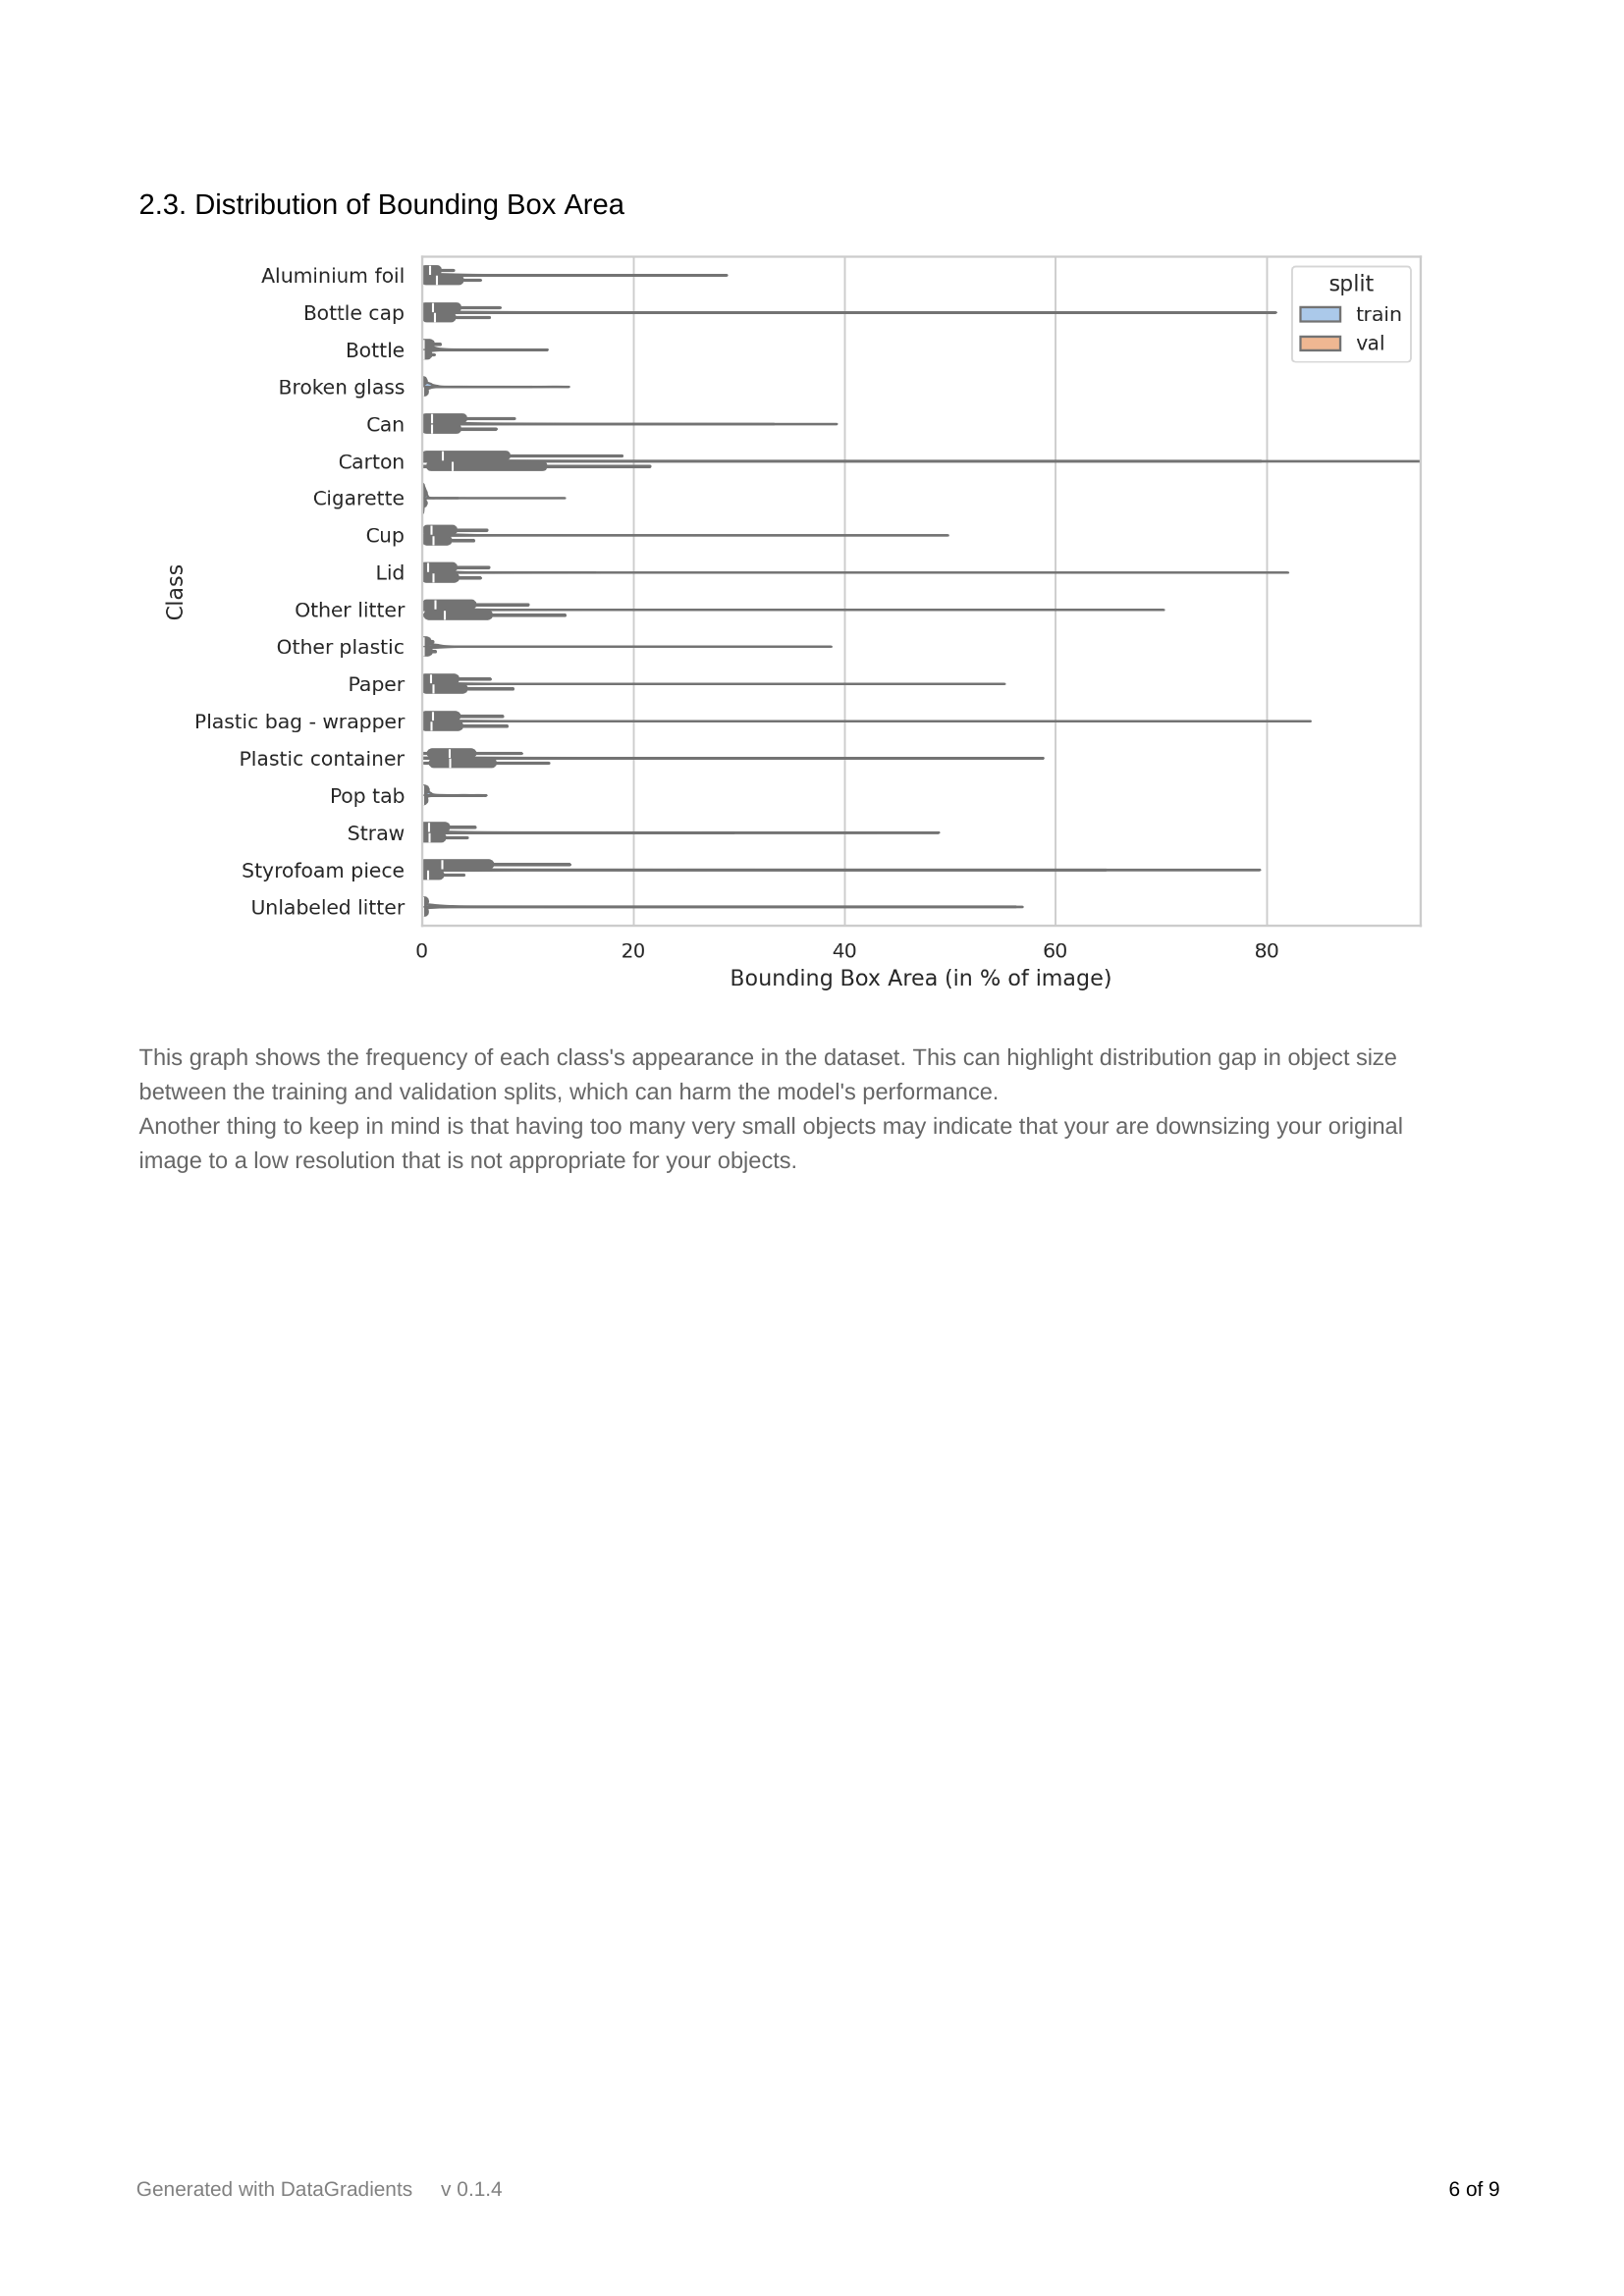 2.3. Distribution of Bounding Box Area
Aluminium foil
Bottle cap
Bottle
Broken glass
Can
Carton
Cigarette
Cup
Lid
Other litter
Other plastic
Paper
Plastic bag - wrapper
Plastic container
Pop tab
Straw
Styrofoam piece
Unlabeled litter
Class
split
train
val
0 20 40 60 80
Bounding Box Area (in % of image)
This graph shows the frequency of each class's appearance in the dataset. This can highlight distribution gap in object size
between the training and validation splits, which can harm the model's performance.
Another thing to keep in mind is that having too many very small objects may indicate that your are downsizing your original
image to a low resolution that is not appropriate for your objects.
Generated with DataGradients v 0.1.4
6 of 9